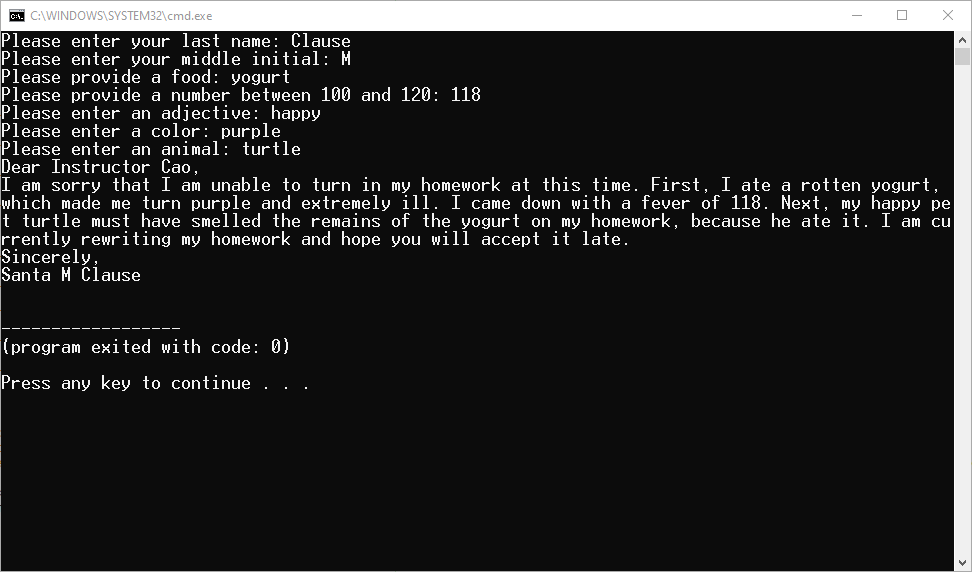 C:\WINDOWS\SYSTEM32\cmd.exe
Please enter your last name: Clause
Please enter your middle initial: M
Please provide a food: yogurt
Please provide a number between 100 and 120: 118
Please enter an adjective: happy
Please enter a color: purple
Please enter an animal: turtle
Dear Instructor Cao,
I am sorry that I am unable to turn in my homework at this time. First, I ate a rotten yogurt,
which made me turn purple and extremely ill. I came down with a fever of 118. Next, my happy pe
t turtle must have smelled the remains of the yogurt on my homework, because he ate it. I am cu
rrently rewriting my homework and hope you will accept it late.
Sincerely,
Santa M Clause
------------------
(program exited with code: 0)
Press any key to continue . . .